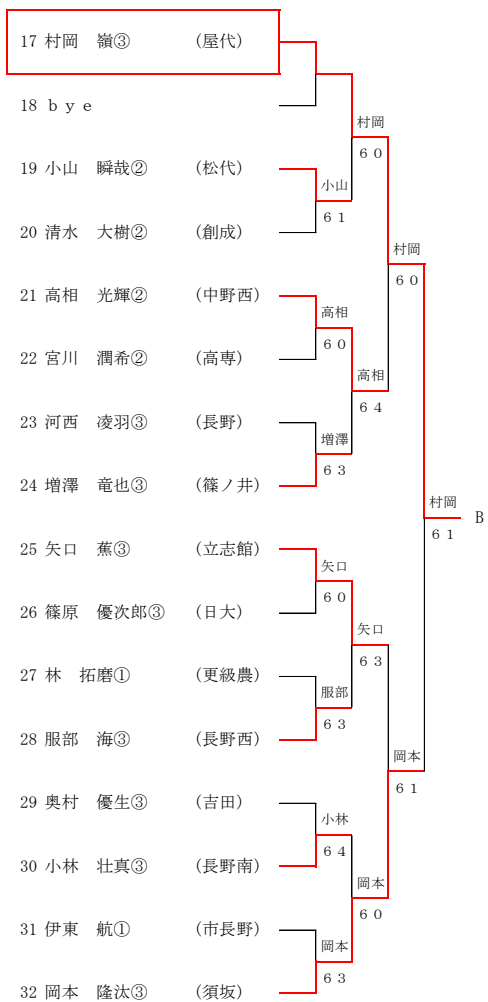 17 村岡　嶺③　(屋代)
18 ｂｙｅ
村岡
６０
19 小山　瞬哉②　(松代)
小山
６１
20 清水　大樹②　(創成)
村岡
６０
21 高相　光輝②　(中野西)
高相
６０
22 宮川　潤希②　(高専)
高相
６４
23 河西　凌羽③　(長野)
増澤
６３
24 増澤　竜也③　(篠ノ井)
村岡
６１
B
25 矢口　蕉③　(立志館)
矢口
６０
26 篠原　優次郎③　(日大)
矢口
６３
27 林　拓磨①　(更級農)
服部
６３
28 服部　海③　(長野西)
岡本
６１
29 奥村　優生③　(吉田)
小林
６４
30 小林　壮真③　(長野南)
岡本
６０
31 伊東　航①　(市長野)
岡本
６３
32 岡本　隆汰③　(須坂)